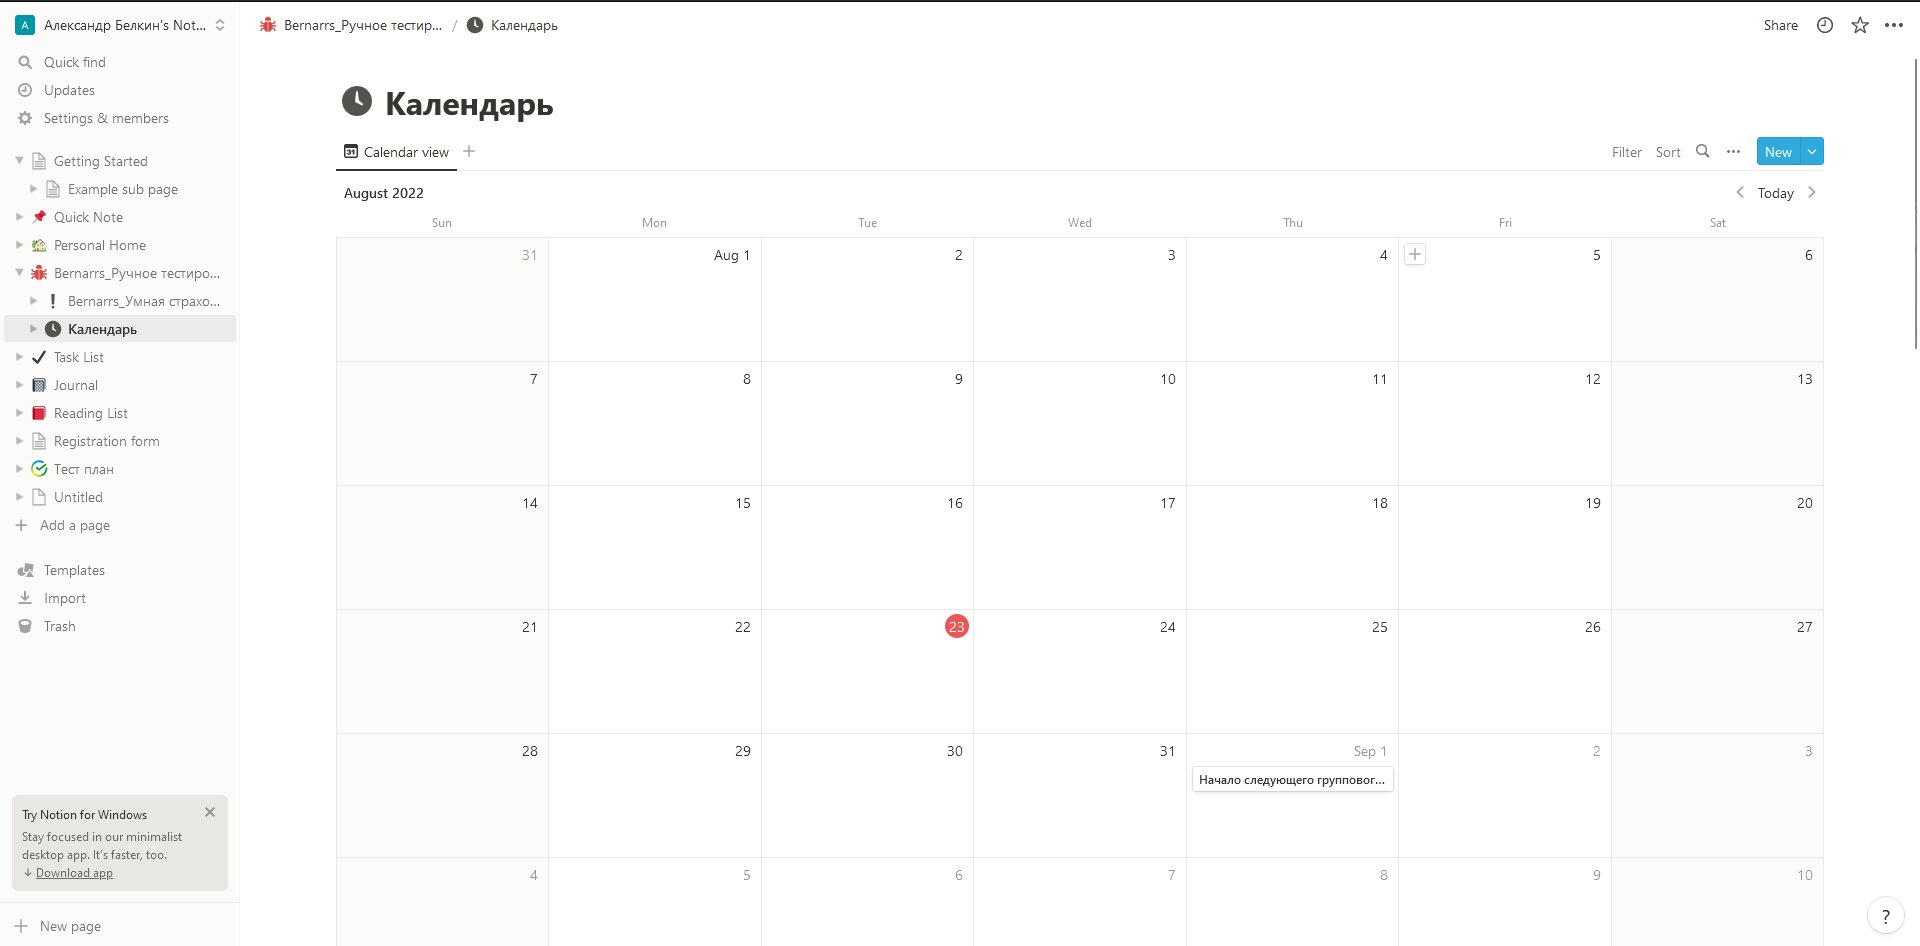 A Александр Белкин's Not...
Quick find
Updates
Settings & members
Getting Started
Example sub page
Quick Note
Personal Home
Bernarrs_Ручное тестиро...
Bernarrs_Умная страхо...
Календарь
Task List
Journal
Reading List
Registration form
Тест план
Untitled
Add a page
Templates
Import
Trash
Try Notion for Windows
Stay focused in our minimalist
desktop app. It's faster, too.
↓ Download app
New page
Bernarrs_Ручное тестир... / Календарь
Share
Календарь
31 Calendar view
Filter Sort New
August 2022
Today
Sun Mon Tue Wed Thu Fri Sat
31 Aug 1 2 3 4 5 6
7 8 9 10 11 12 13
14 15 16 17 18 19 20
21 22 23 24 25 26 27
28 29 30 31 Sep 1 2 3
Начало следующего групповог...
4 5 6 7 8 9 10
?